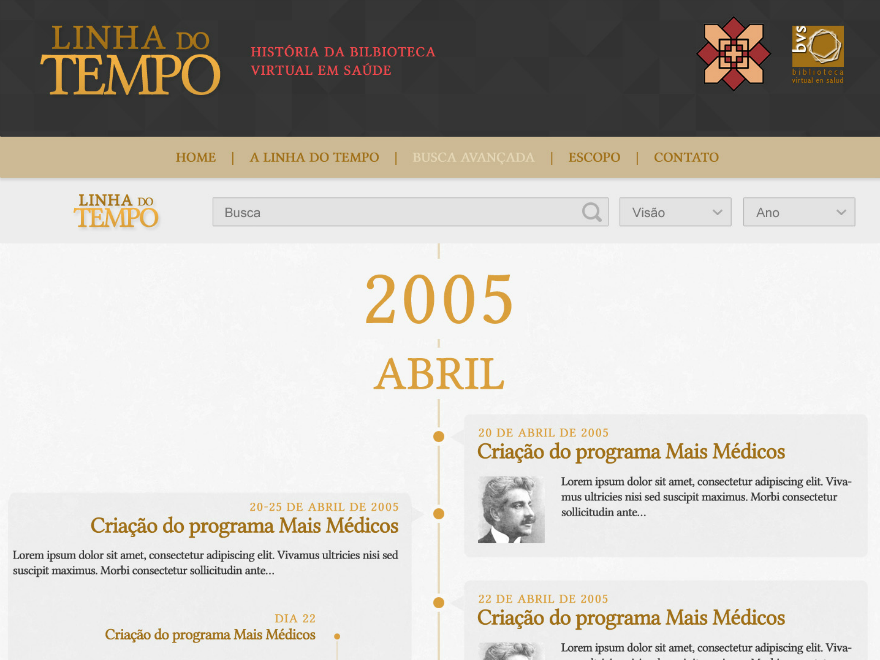 LINHA DO
TEMPO
HISTÓRIA DA BILBIOTECA
VIRTUAL EM SAÚDE
bvs
biblioteca
virtual en salud
HOME | A LINHA DO TEMPO | BUSCA AVANÇADA | ESCOPO | CONTATO
LINHA DO
TEMPO
Busca
Visão
Ano
2005
ABRIL
20 DE ABRIL DE 2005
Criação do programa Mais Médicos
Lorem ipsum dolor sit amet, consectetur adipiscing elit. Viva-
mus ultricies nisi sed suscipit maximus. Morbi consectetur
sollicitudin ante...
20-25 DE ABRIL DE 2005
Criação do programa Mais Médicos
Lorem ipsum dolor sit amet, consectetur adipiscing elit. Vivamus ultricies nisi sed
suscipit maximus. Morbi consectetur sollicitudin ante...
DIA 22
Criação do programa Mais Médicos
22 DE ABRIL DE 2005
Criação do programa Mais Médicos
Lorem ipsum dolor sit amet, consectetur adipiscing elit. Viva-